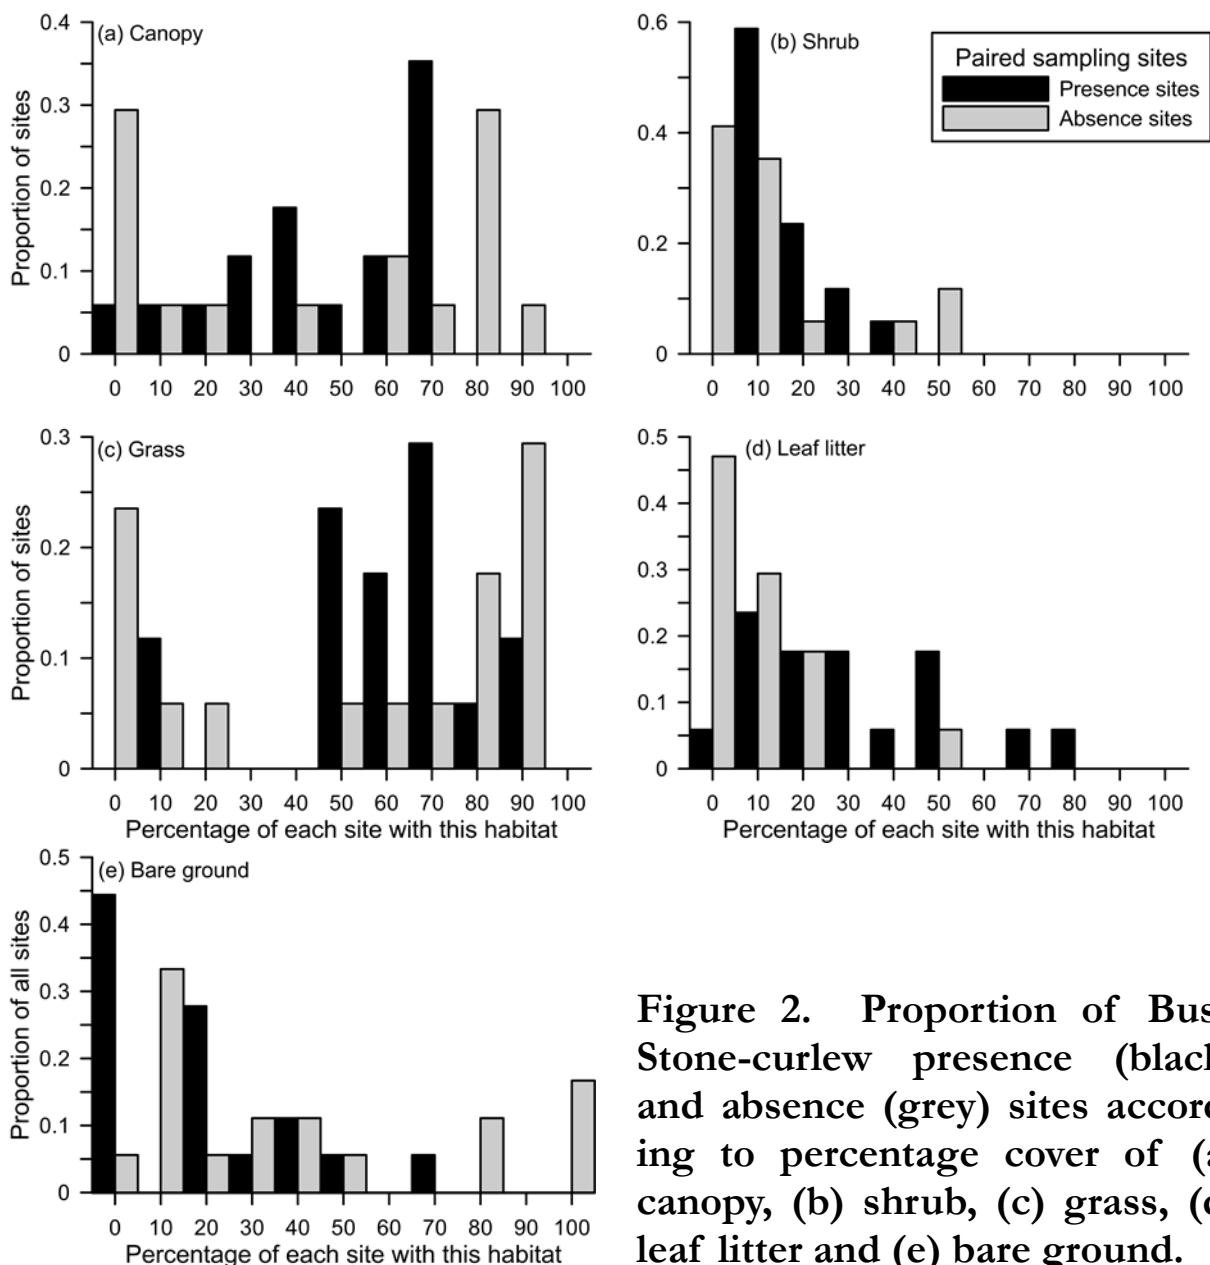 (a) Canopy
Proportion of sites
0.4
0.3
0.2
0.1
0
0 10 20 30 40 50 60 70 80 90 100
(b) Shrub
0.6
0.4
0.2
0
0 10 20 30 40 50 60 70 80 90 100
Paired sampling sites
Presence sites
Absence sites
(c) Grass
Proportion of sites
0.3
0.2
0.1
0
0 10 20 30 40 50 60 70 80 90 100
Percentage of each site with this habitat
(d) Leaf litter
0.5
0.4
0.3
0.2
0.1
0
0 10 20 30 40 50 60 70 80 90 100
Percentage of each site with this habitat
(e) Bare ground
Proportion of all sites
0.5
0.4
0.3
0.2
0.1
0
0 10 20 30 40 50 60 70 80 90 100
Percentage of each site with this habitat
Figure 2. Proportion of Bus
Stone-curlew presence (black
and absence (grey) sites accord
ing to percentage cover of (a
canopy, (b) shrub, (c) grass, (d
leaf litter and (e) bare ground.